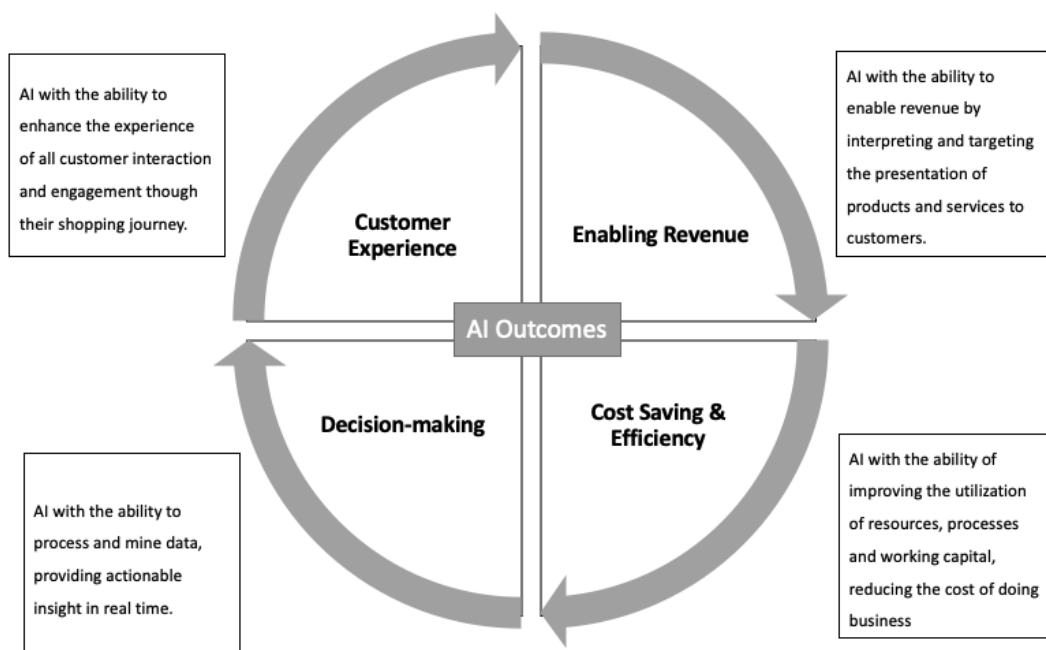 AI with the ability to
enhance the experience
of all customer interaction
and engagement though
their shopping journey.
AI with the ability to
enable revenue by
interpreting and targeting
the presentation of
products and services to
customers.
Customer
Experience
Enabling Revenue
AI Outcomes
Decision-making
Cost Saving &
Efficiency
AI with the ability to
process and mine data,
providing actionable
insight in real time.
AI with the ability of
improving the utilization
of resources, processes
and working capital,
reducing the cost of doing
business